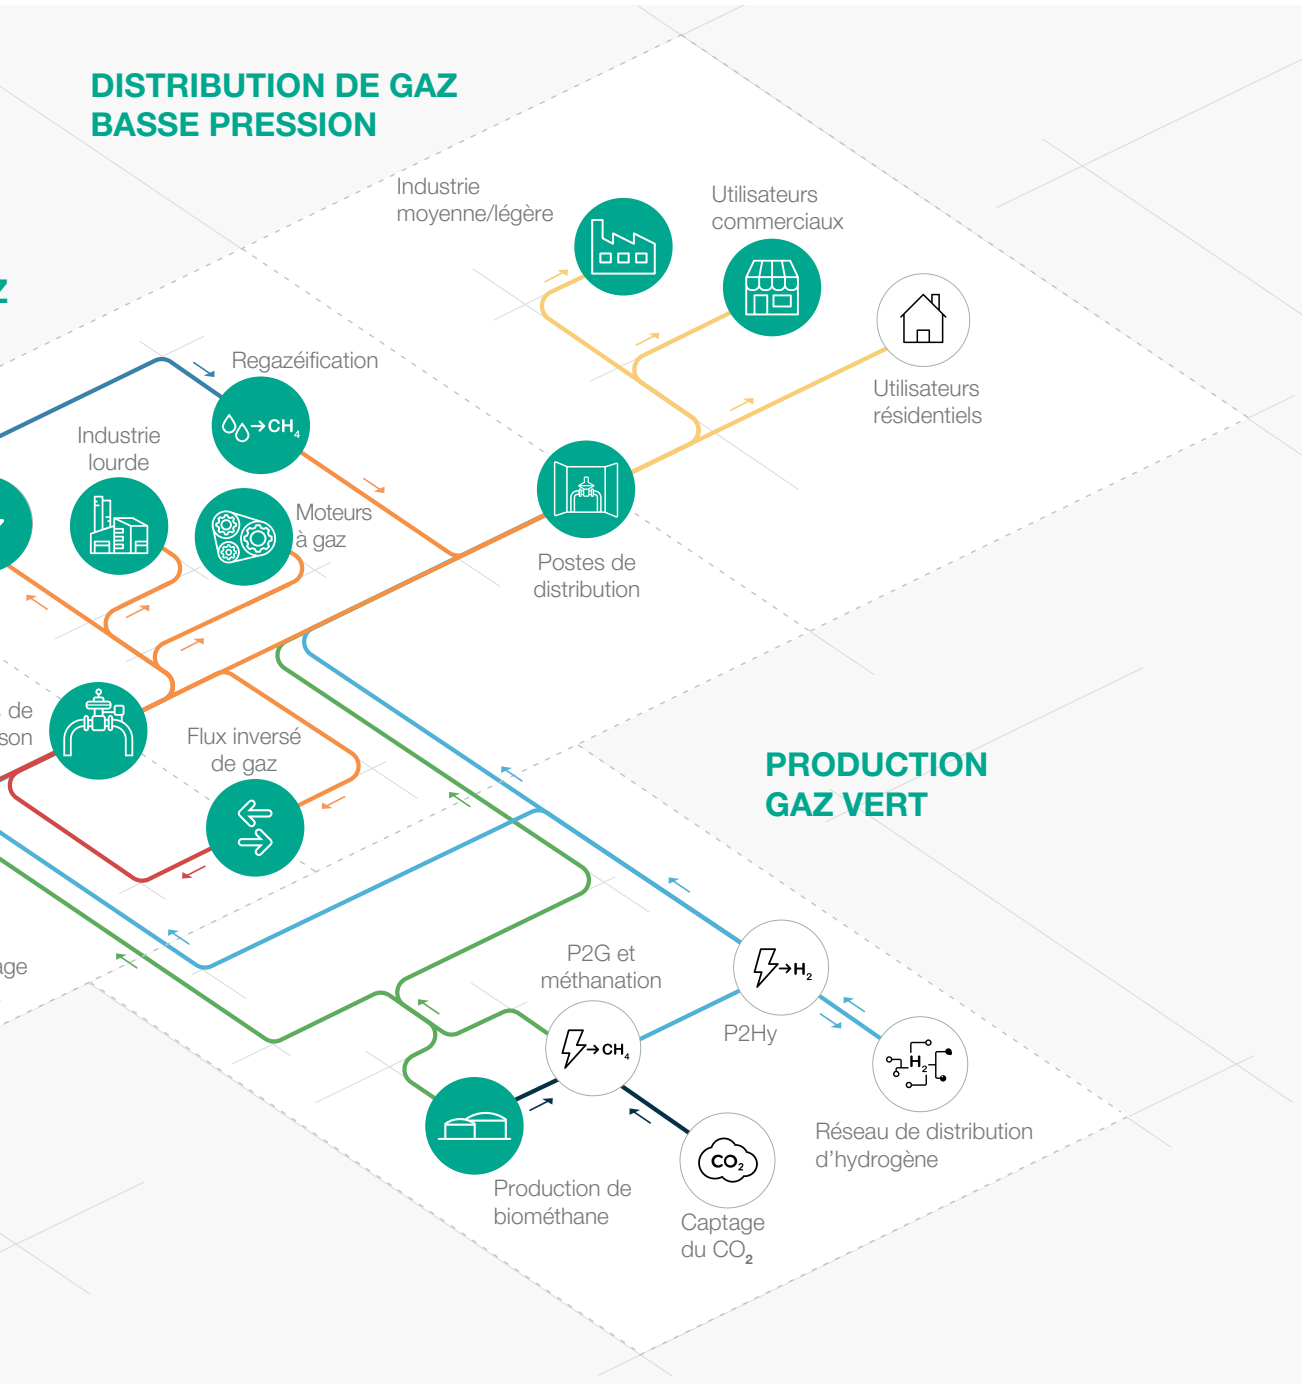 DISTRIBUTION DE GAZ
BASSE PRESSION
Industrie
moyenne/légère
Utilisateurs
commerciaux
Z
Utilisateurs
résidentiels
Regazéification
→CH4
Industrie
lourde
Moteurs
à gaz
Postes de
distribution
de
son
Flux inversé
de gaz
PRODUCTION
GAZ VERT
age
P2G et
méthanation
→H2
P2Hy
→CH4
H2
Réseau de distribution
d'hydrogène
CO2
Production de
biométhane
Captage
du CO2